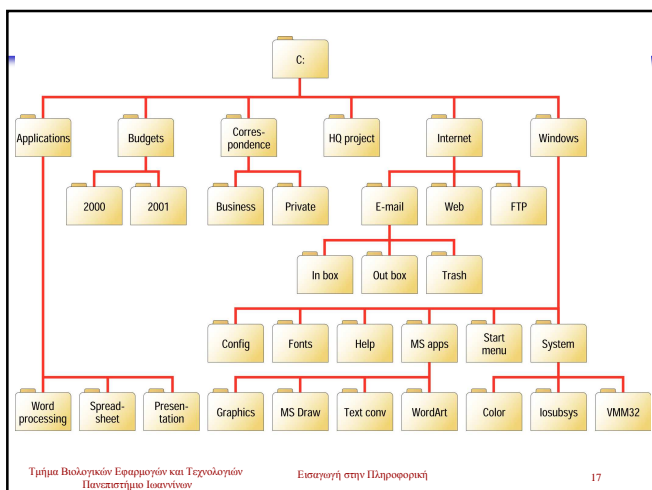 C:
Applications
Budgets
Corres-
pondence
HQ project
Internet
Windows
2000
2001
Business
Private
E-mail
Web
FTP
In box
Out box
Trash
Config
Fonts
Help
MS apps
Start
menu
System
Word
processing
Spread-
sheet
Presen-
tation
Graphics
MS Draw
Text conv
WordArt
Color
Iosubsys
VMM32
Τμήμα Βιολογικών Εφαρμογών και Τεχνολογιών
Πανεπιστήμιο Ιωαννίνων
Εισαγωγή στην Πληροφορική
17